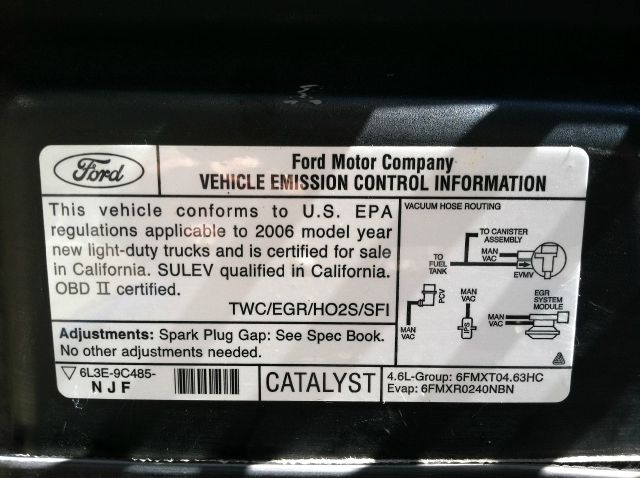 Ford
Ford Motor Company
VEHICLE EMISSION CONTROL INFORMATION
This vehicle conforms to U.S. EPA
regulations applicable to 2006 model year
new light-duty trucks and is certified for sale
in California. SULEV qualified in California.
OBD II certified.
TWC/EGR/HO2S/SFI
Adjustments: Spark Plug Gap: See Spec Book.
No other adjustments needed.
VACUUM HOSE ROUTING
TO CANISTER
ASSEMBLY
MAN
VAC
TO
FUEL
TANK
EVMV
PCV
MAN
VAC
MAN
VAC
IPS
EGR
SYSTEM
MODULE
MAN
VAC
6L3E-9C485-
NJF
CATALYST
4.6L-Group: 6FMXT04.63HC
Evap: 6FMXR0240NBN